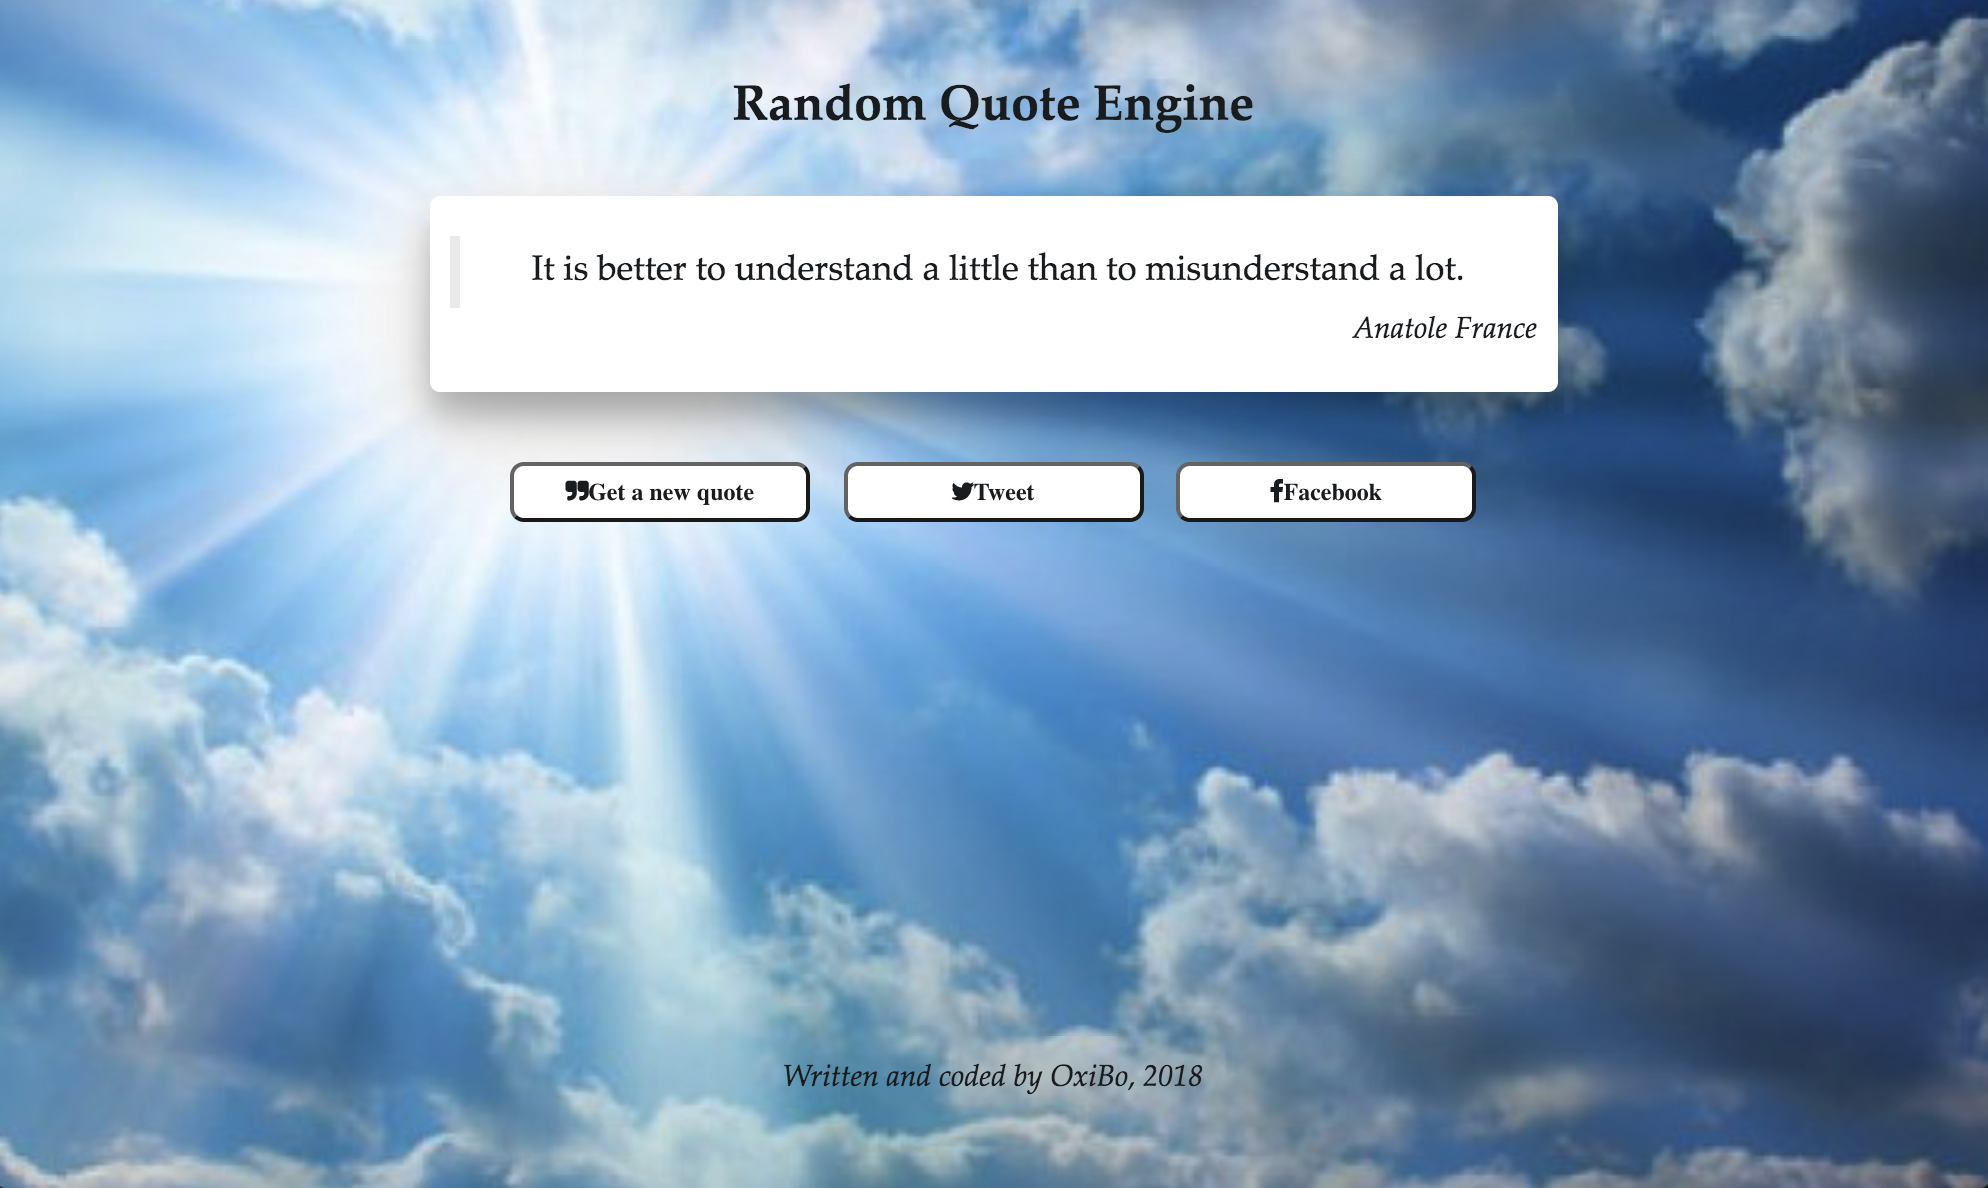 Random Quote Engine
It is better to understand a little than to misunderstand a lot.
Anatole France
Get a new quote
Tweet
Facebook
Written and coded by OxiBo, 2018